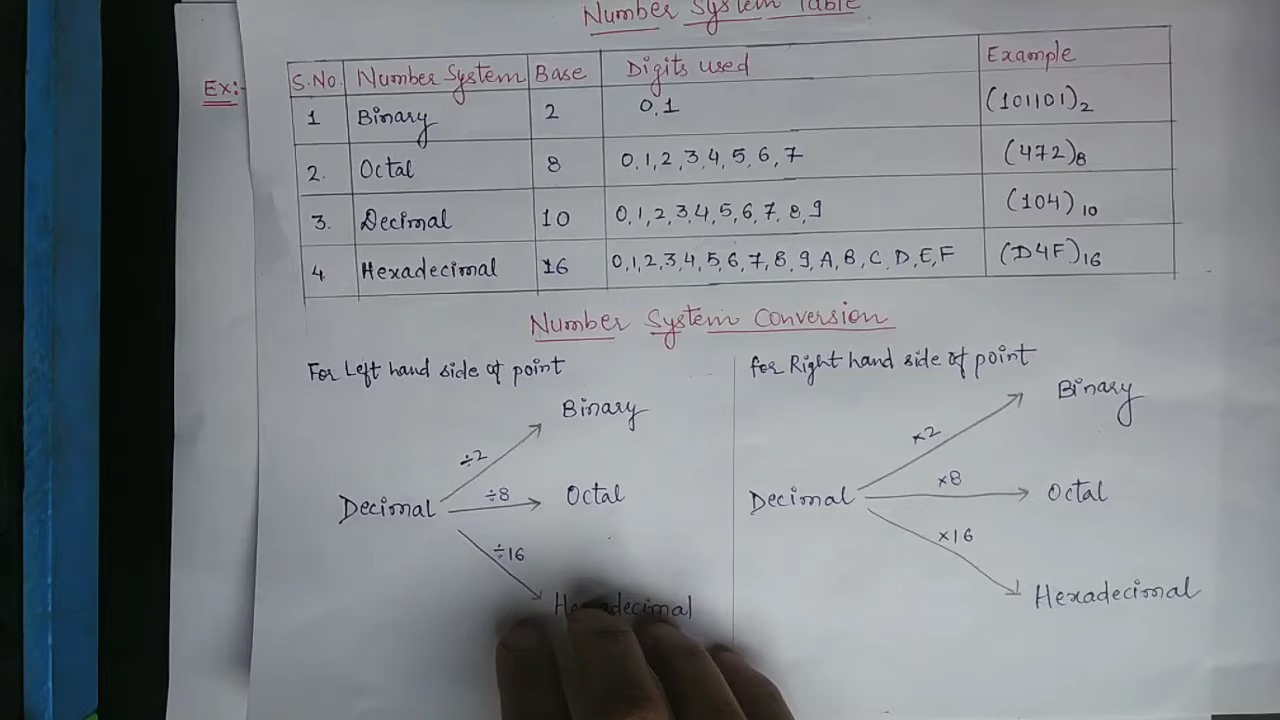 Number System Table
Ex:-
S.No. Number System Base Digits used Example
1 Binary 2 0,1 (101101)2
2. Octal 8 0,1,2,3,4,5,6,7 (472)8
3. Decimal 10 0,1,2,3,4,5,6,7,8,9 (104)10
4. Hexadecimal 16 0,1,2,3,4,5,6,7,8,9,A,B,C,D,E,F (D4F)16
Number System Conversion
For Left hand side of point
Binary
÷2
Decimal ÷8 Octal
÷16
Hexadecimal
for Right hand side of point
Binary
×2
Decimal ×8 Octal
×16
Hexadecimal